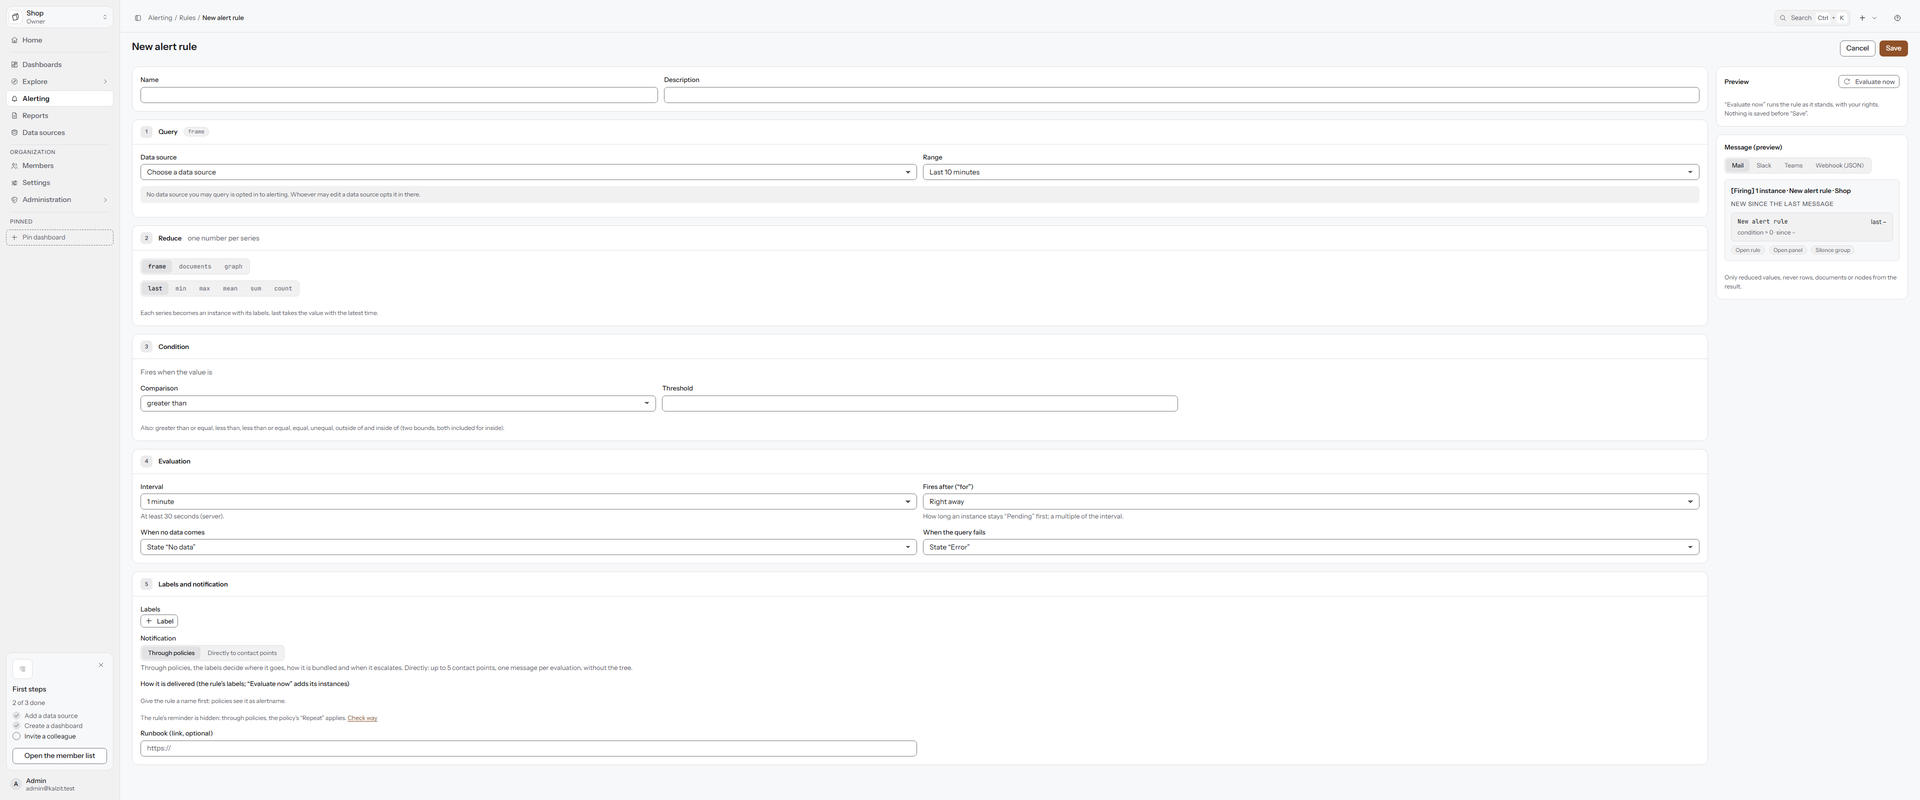 Shop
Owner
Home
Dashboards
Explore
Alerting
Reports
Data sources
ORGANIZATION
Members
Settings
Administration
PINNED
Pin dashboard
First steps
2 of 3 done
Add a data source
Create a dashboard
Invite a colleague
Open the member list
A
Admin
admin@kalzit.test
Alerting / Rules / New alert rule
Search Ctrl + K
New alert rule
Cancel
Save
Name
Description
1 Query frame
Data source
Range
Choose a data source
Last 10 minutes
No data source you may query is opted in to alerting. Whoever may edit a data source opts it in there.
2 Reduce one number per series
frame documents graph
last min max mean sum count
Each series becomes an instance with its labels, last takes the value with the latest time.
3 Condition
Fires when the value is
Comparison
Threshold
greater than
Also: greater than or equal, less than, less than or equal, equal, unequal, outside of and inside of (two bounds, both included for inside).
4 Evaluation
Interval
Fires after ("for")
1 minute
Right away
At least 30 seconds (server).
How long an instance stays "Pending" first; a multiple of the interval.
When no data comes
When the query fails
State "No data"
State "Error"
5 Labels and notification
Labels
+ Label
Notification
Through policies Directly to contact points
Through policies, the labels decide where it goes, how it is bundled and when it escalates. Directly: up to 5 contact points, one message per evaluation, without the tree.
How it is delivered (the rule's labels; "Evaluate now" adds its instances)
Give the rule a name first: policies see it as alertname.
The rule's reminder is hidden: through policies, the policy's "Repeat" applies. Check way
Runbook (link, optional)
https://
Preview
Evaluate now
"Evaluate now" runs the rule as it stands, with your rights.
Nothing is saved before "Save".
Message (preview)
Mail Slack Teams Webhook (JSON)
[Firing] 1 instance · New alert rule · Shop
NEW SINCE THE LAST MESSAGE
New alert rule last –
condition > 0 · since –
Open rule Open panel Silence group
Only reduced values, never rows, documents or nodes from the
result.